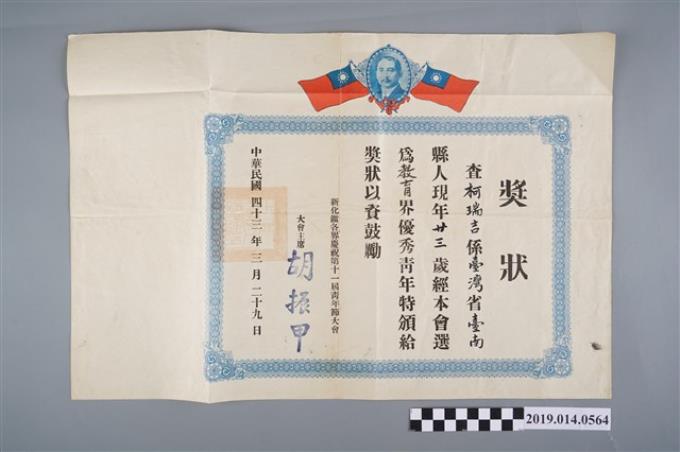 獎狀
查柯瑞吉係臺灣省臺南
縣人現年廿三歲經本會選
為教育界優秀青年特頒給
獎狀以資鼓勵
新化鎮各界慶祝第十一屆青年節大會
大會主席 胡振甲
中華民國 四十三 年 三 月 二十九 日
2019.014.0564